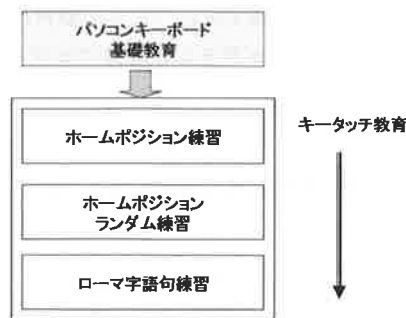 パソコンキーボード
基礎教育
ホームポジション練習
キータッチ教育
ホームポジション
ランダム練習
ローマ字語句練習